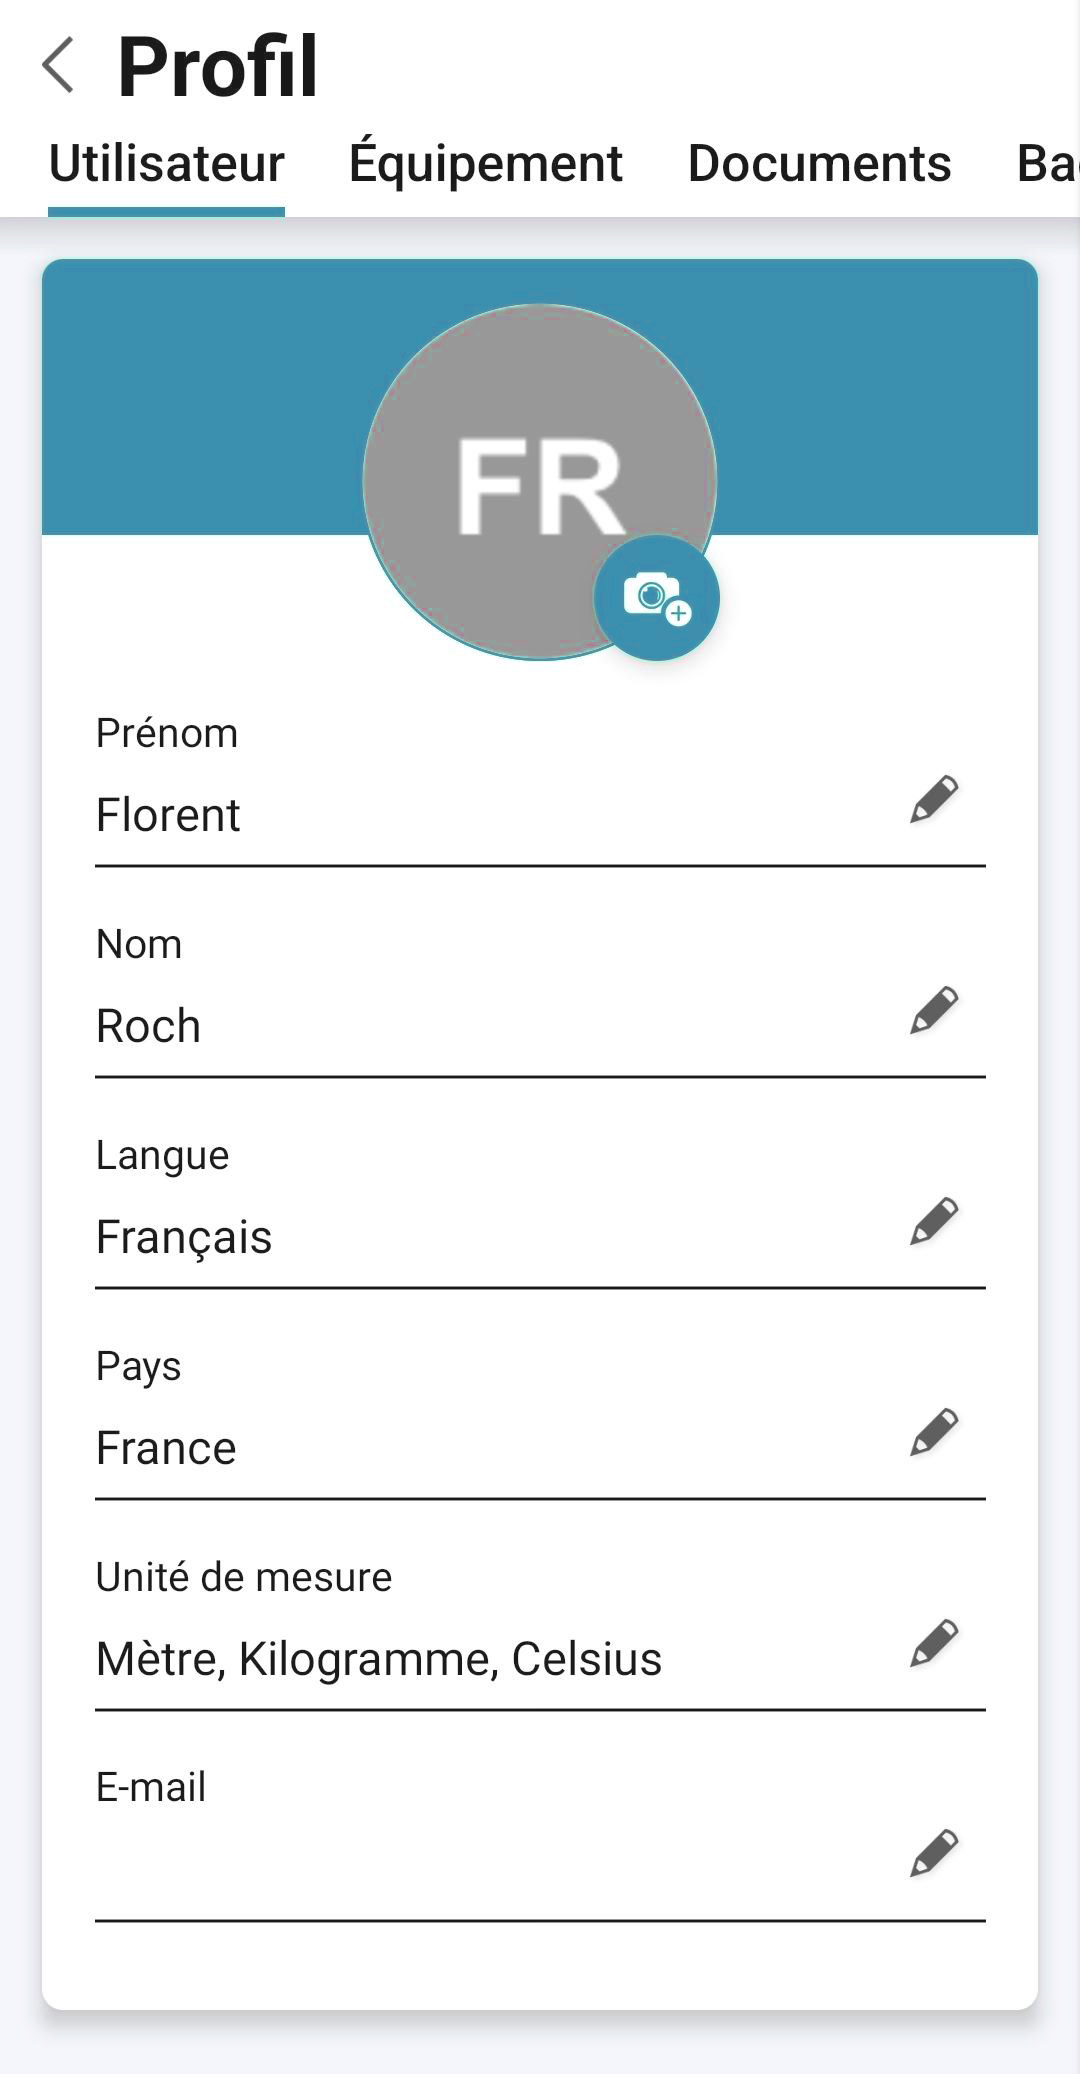 Profil
Utilisateur Équipement Documents
FR
Prénom
Florent
Nom
Roch
Langue
Français
Pays
France
Unité de mesure
Mètre, Kilogramme, Celsius
E-mail